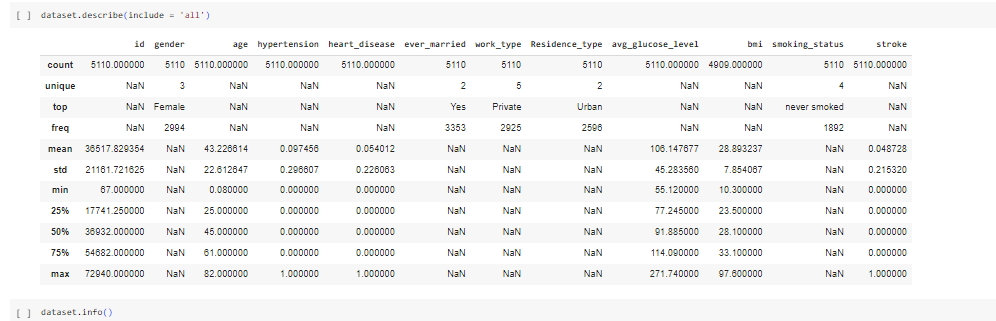 [ ] dataset.describe(include = 'all')
id gender age hypertension heart_disease ever_married work_type Residence_type avg_glucose_level bmi smoking_status stroke
count 5110.000000 5110 5110.000000 5110.000000 5110.000000 5110 5110 5110 5110.000000 4909.000000 5110 5110.000000
unique NaN 3 NaN NaN NaN 2 5 2 NaN NaN 4 NaN
top NaN Female NaN NaN NaN Yes Private Urban NaN NaN never smoked NaN
freq NaN 2994 NaN NaN NaN 3353 2925 2596 NaN NaN 1892 NaN
mean 36517.829354 NaN 43.226614 0.097456 0.054012 NaN NaN NaN 106.147677 28.893237 NaN 0.048728
std 21161.721625 NaN 22.612647 0.296607 0.226063 NaN NaN NaN 45.283560 7.854067 NaN 0.215320
min 67.000000 NaN 0.080000 0.000000 0.000000 NaN NaN NaN 55.120000 10.300000 NaN 0.000000
25% 17741.250000 NaN 25.000000 0.000000 0.000000 NaN NaN NaN 77.245000 23.500000 NaN 0.000000
50% 36932.000000 NaN 45.000000 0.000000 0.000000 NaN NaN NaN 91.885000 28.100000 NaN 0.000000
75% 54682.000000 NaN 61.000000 0.000000 0.000000 NaN NaN NaN 114.090000 33.100000 NaN 0.000000
max 72940.000000 NaN 82.000000 1.000000 1.000000 NaN NaN NaN 271.740000 97.600000 NaN 1.000000
[ ] dataset.info()